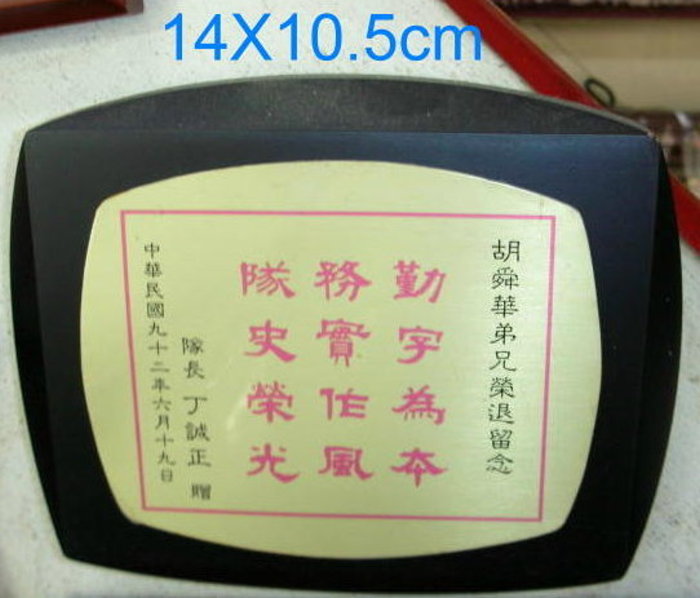 14X10.5cm
胡舜華弟兄榮退留念
勤字為本
務實作風
隊史榮光
隊長 丁誠正 贈
中華民國九十二年六月十九日